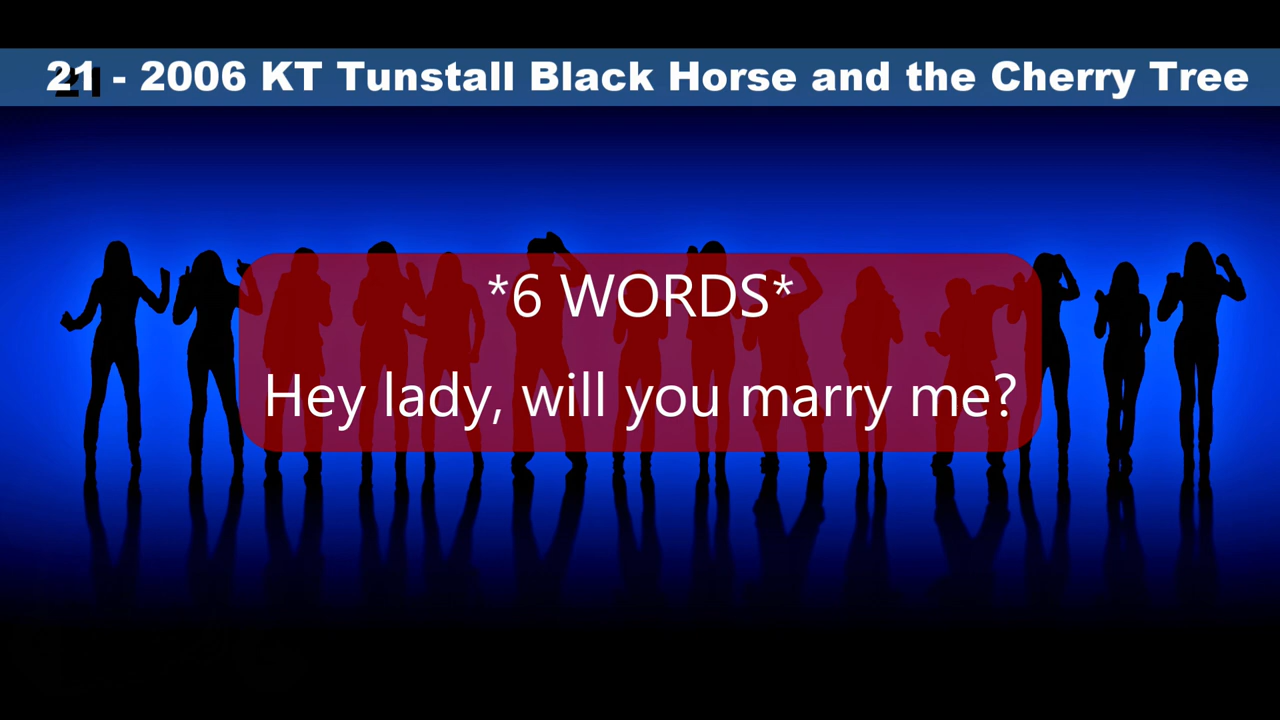 21 - 2006 KT Tunstall Black Horse and the Cherry Tree
*6 WORDS*
Hey lady, will you marry me?